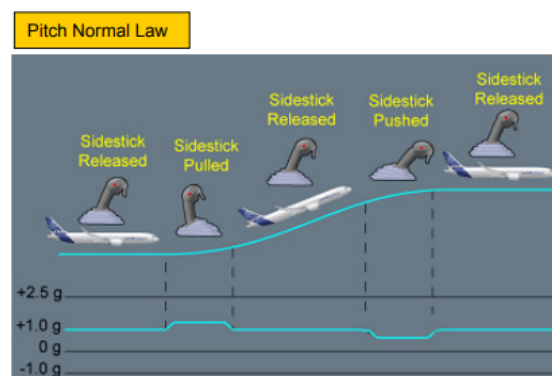 Pitch Normal Law
Sidestick
Released
Sidestick
Pulled
Sidestick
Released
Sidestick
Pushed
Sidestick
Released
+2.5 g
+1.0 g
0 g
-1.0 g